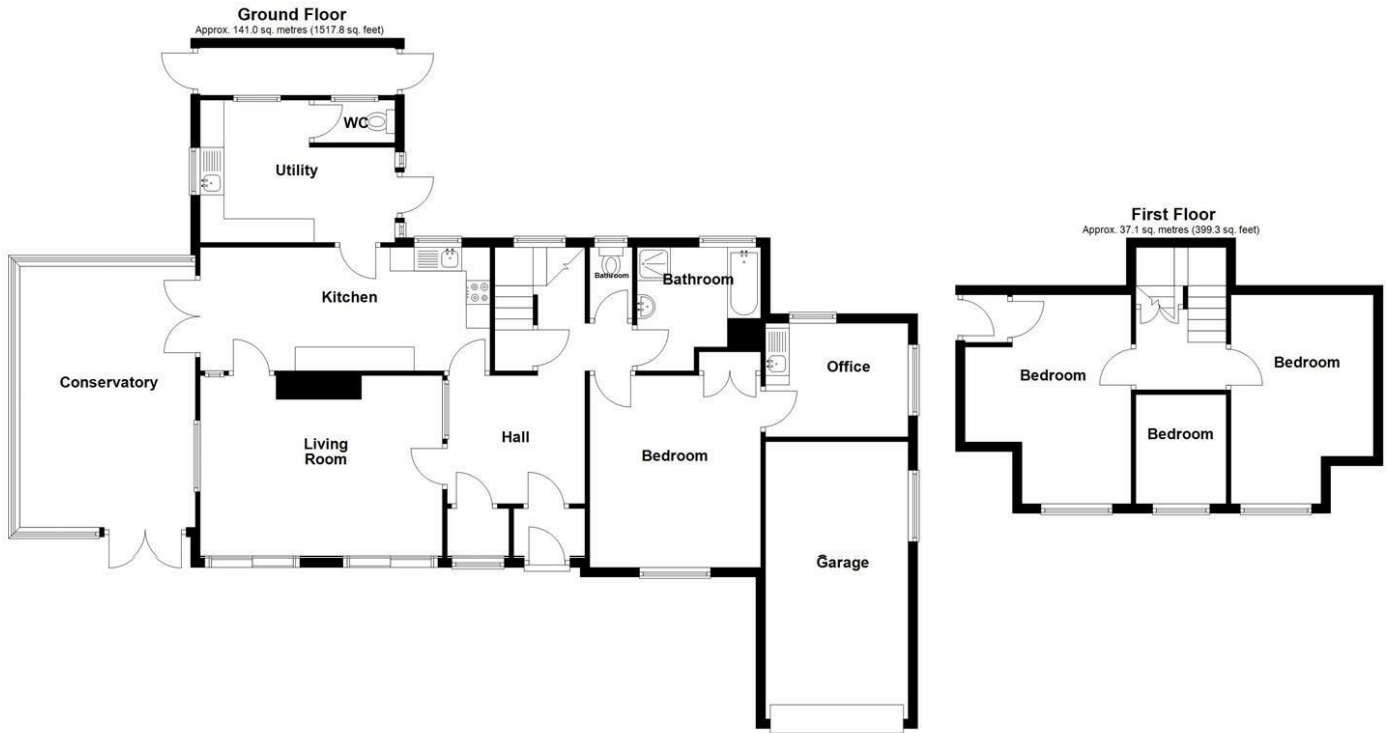 Ground Floor
Approx. 141.0 sq. metres (1517.8 sq. feet)
WC
Utility
Kitchen
Bathroom
Bathroom
Conservatory
Living
Room
Hall
Bedroom
Office
Garage
First Floor
Approx. 37.1 sq. metres (399.3 sq. feet)
Bedroom
Bedroom
Bedroom